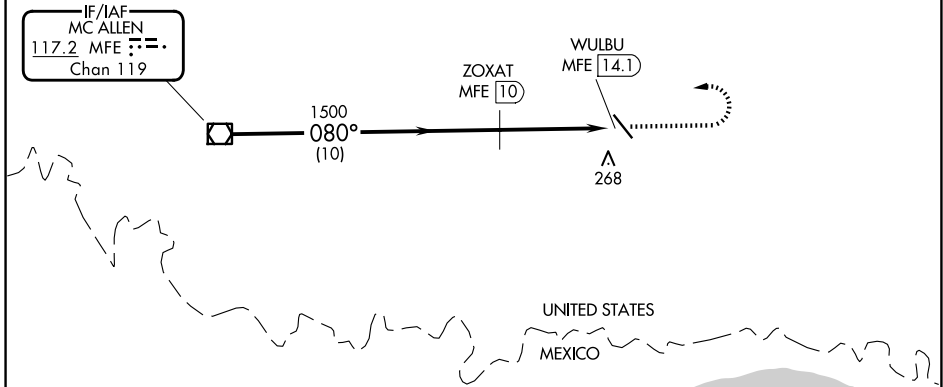 IF/IAF
MC ALLEN
117.2 MFE
Chan 119
1500
080°
(10)
ZOXAT
MFE 10
WULBU
MFE 14.1
268
UNITED STATES
MEXICO